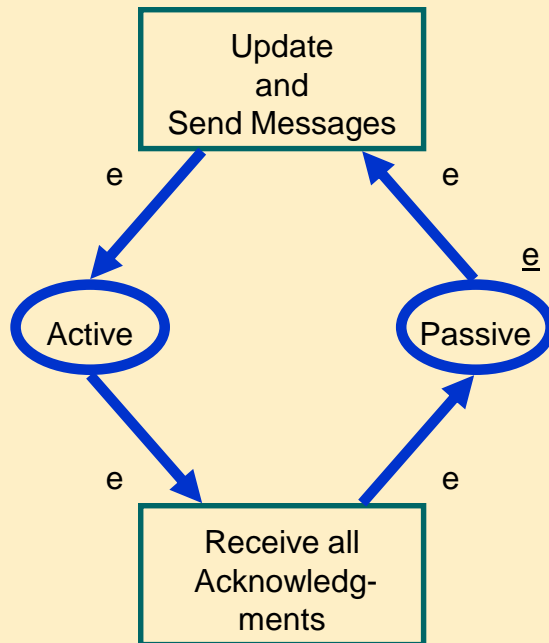 Update
and
Send Messages
e
e
e
Active
Passive
e
e
Receive all
Acknowledg-
ments